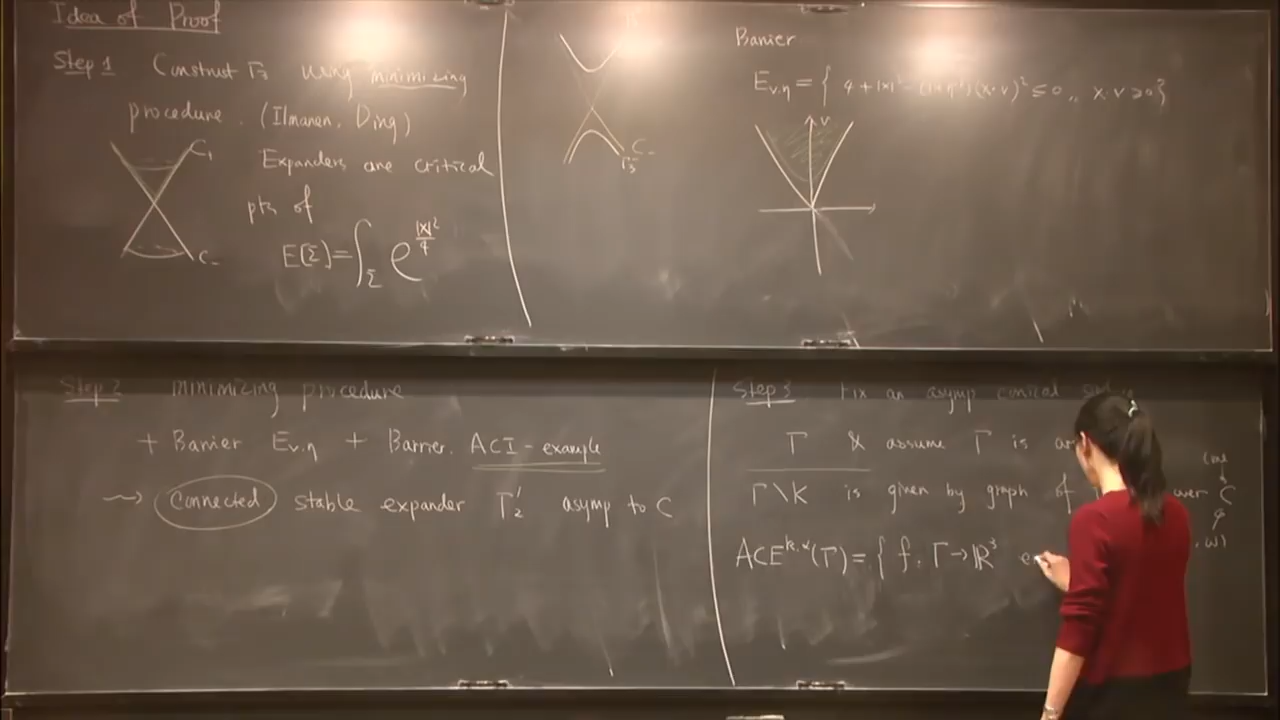 Idea of Proof
Step 1 Construct Γ₃ using minimizing
procedure. (Ilmanen, Ding)
C₁
Expanders are critical
pts of
C₋
E[Σ] = ∫_Σ e^{|x|²/4}
C₋
Γ₃⁻
Barrier
E_{v,η} = { 4 + |x|² - (x·v)² ≤ 0, x·v ≥ 0}
v
Step 2 minimizing procedure
+ Barrier E_{v,η} + Barrier. ACI-example
⇝ Connected stable expander Γ₂' asymp to C
Step 3 Fix an asymp conical
Γ & assume Γ is
Γ\K is given by graph of over C
ACE^{k,α}(Γ) = { f: Γ→ℝ³